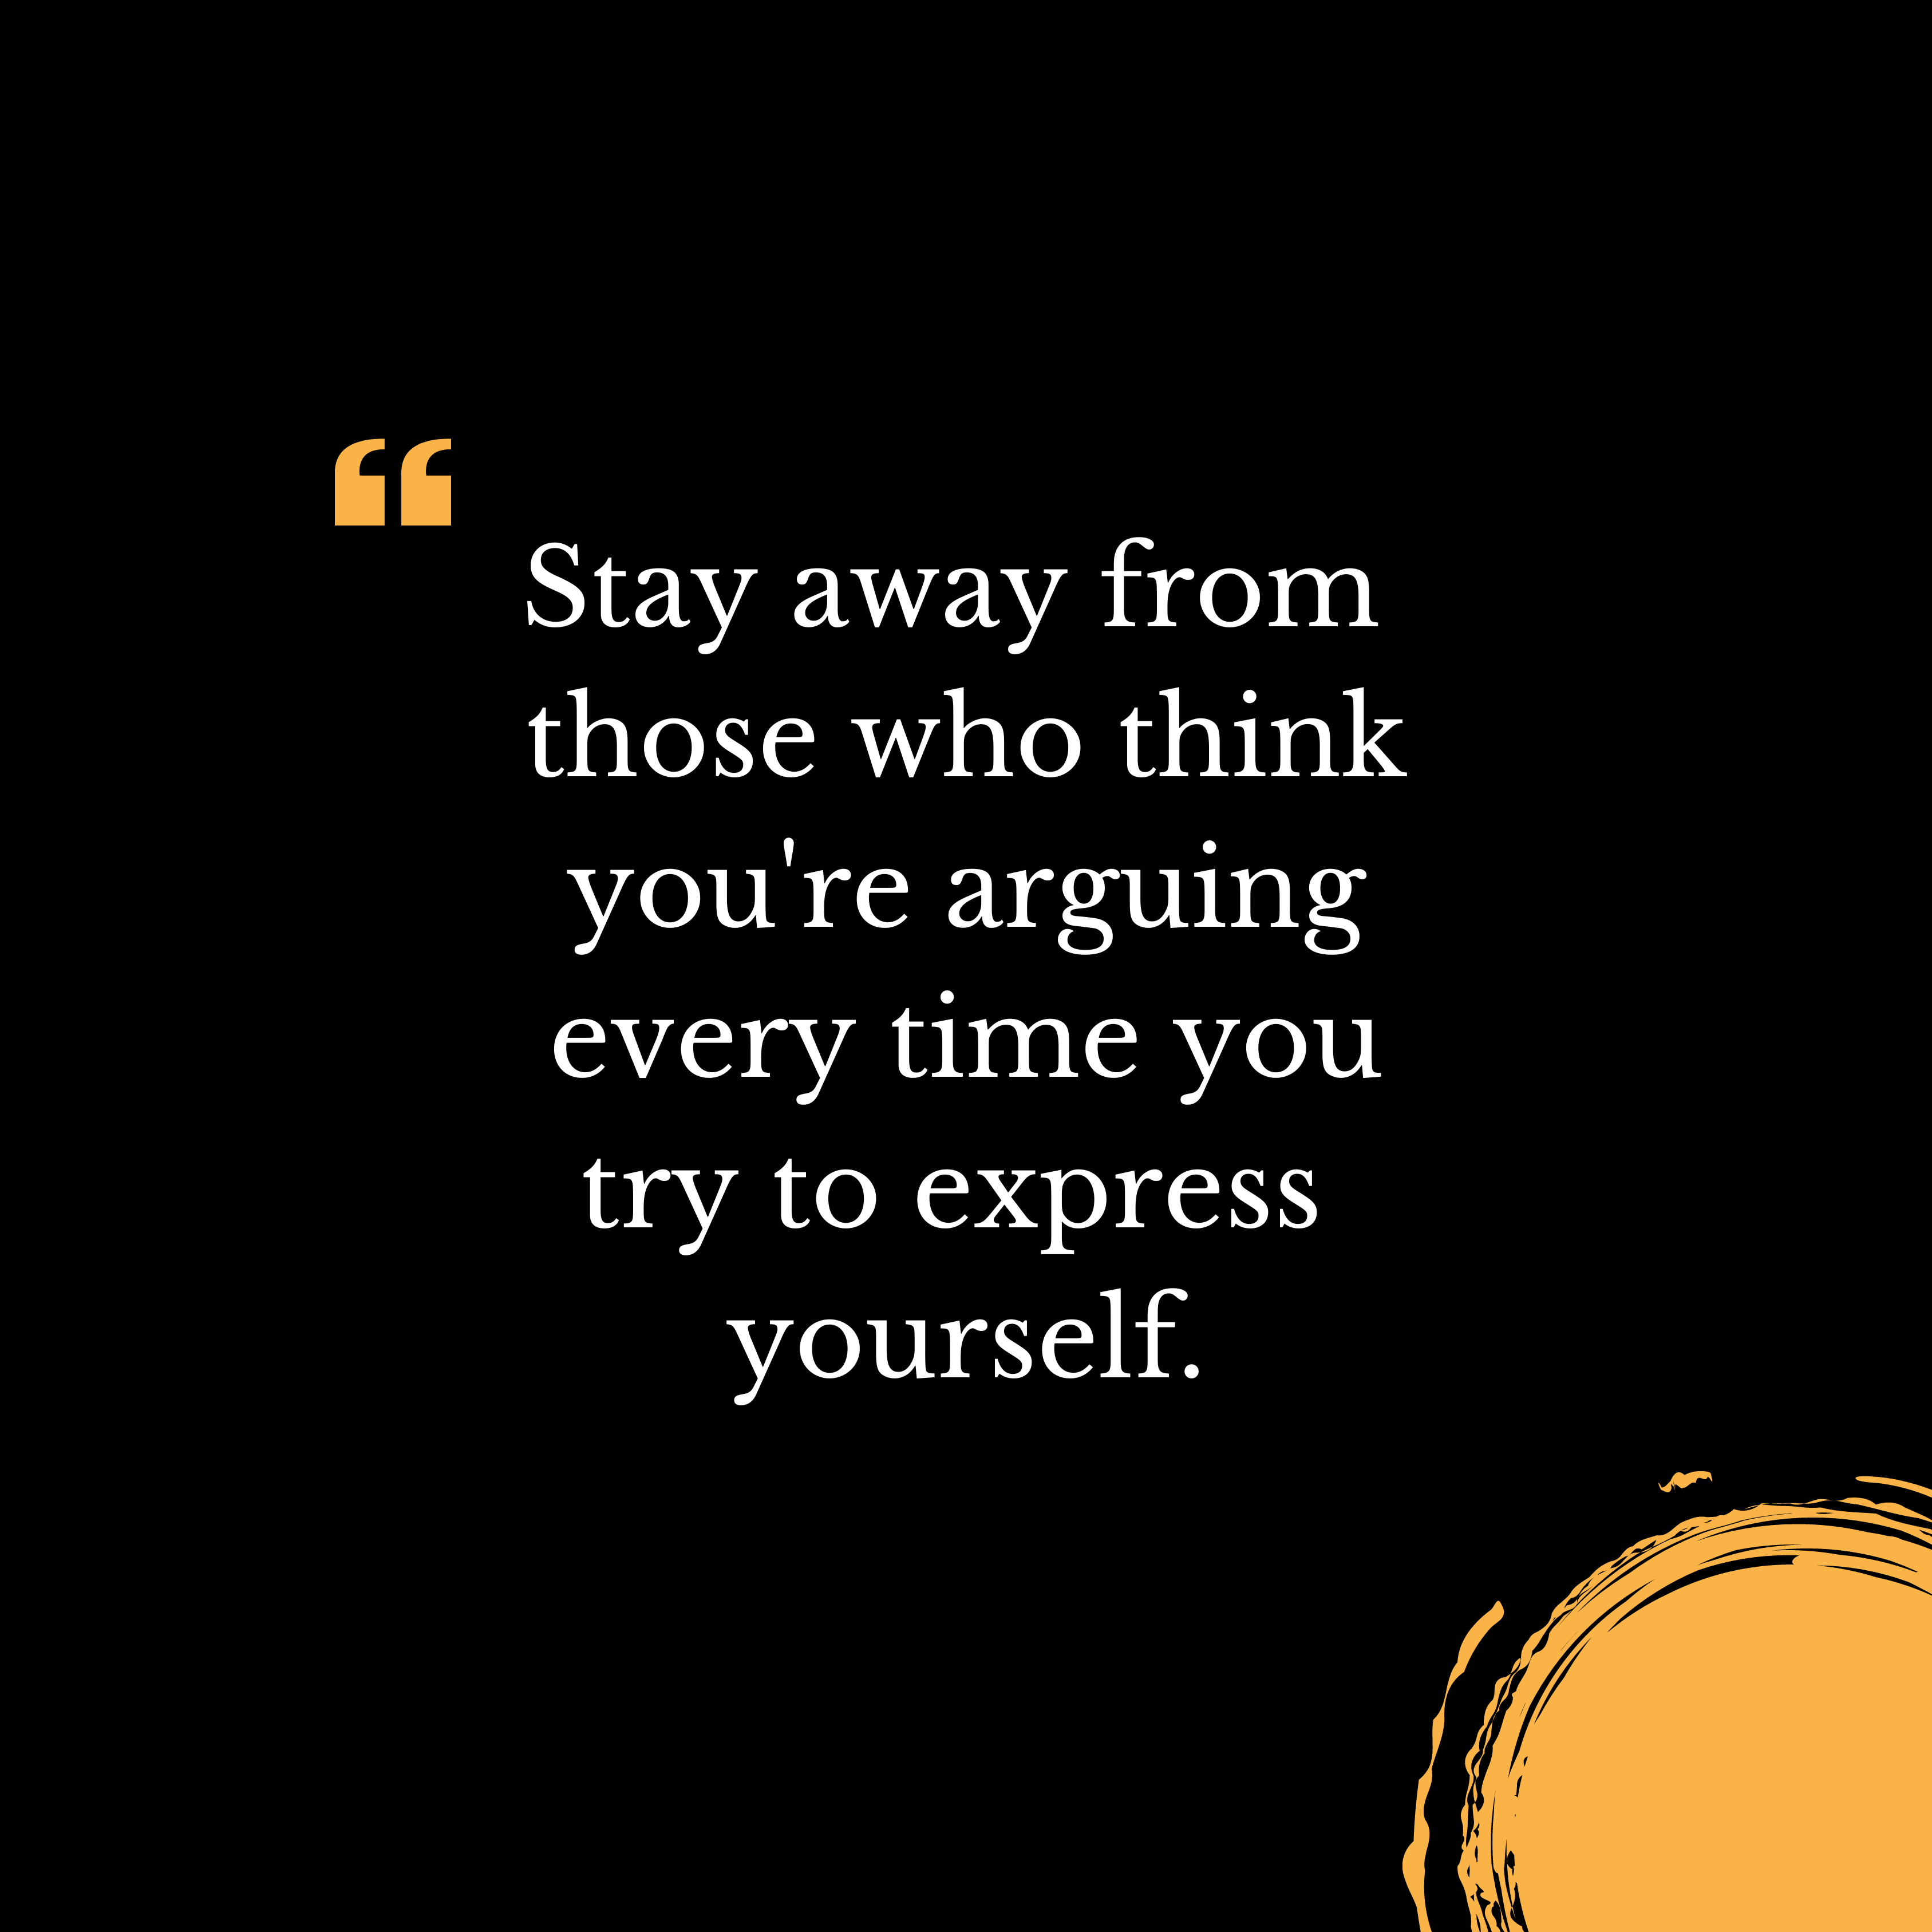 “
Stay away from
those who think
you're arguing
every time you
try to express
yourself.